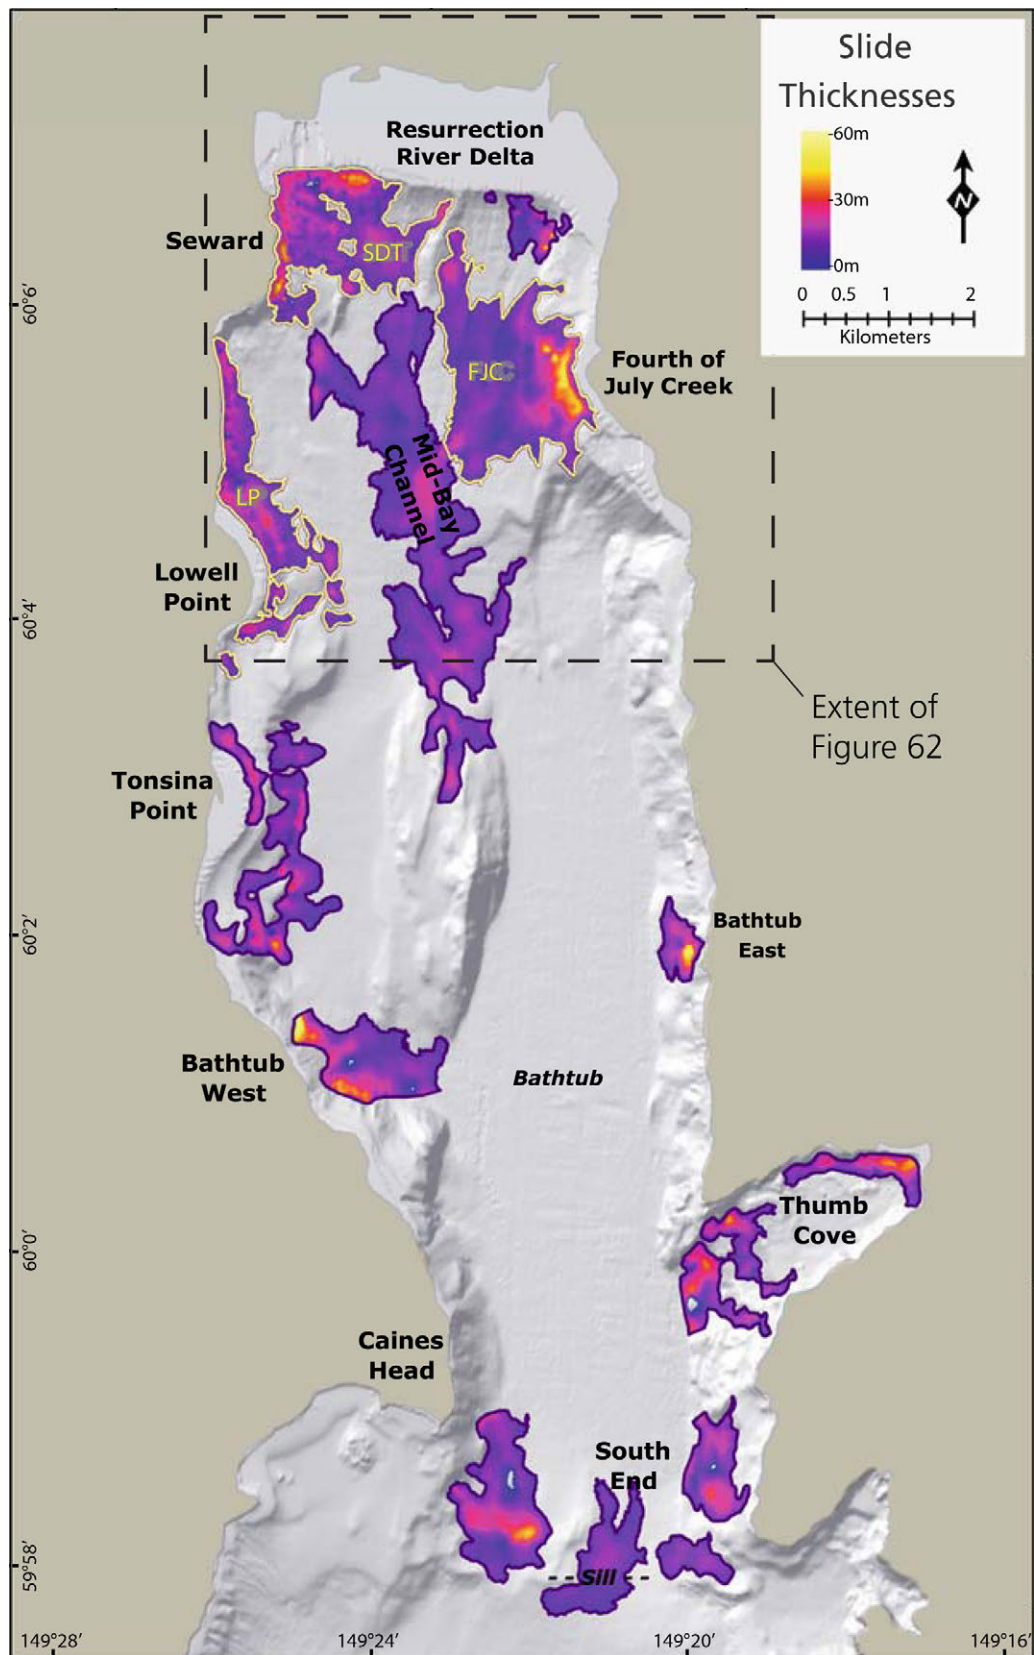 Slide
Thicknesses
-60m
-30m
-0m
N
0 0.5 1 2
Kilometers
Resurrection
River Delta
Seward
SDT
60°6'
Fourth of
July Creek
FJC
Mid-Bay
Channel
LP
Lowell
Point
60°4'
Extent of
Figure 62
Tonsina
Point
60°2'
Bathtub
East
Bathtub
West
Bathtub
Thumb
Cove
60°0'
Caines
Head
South
End
59°58'
Sill
149°28' 149°24' 149°20' 149°16'